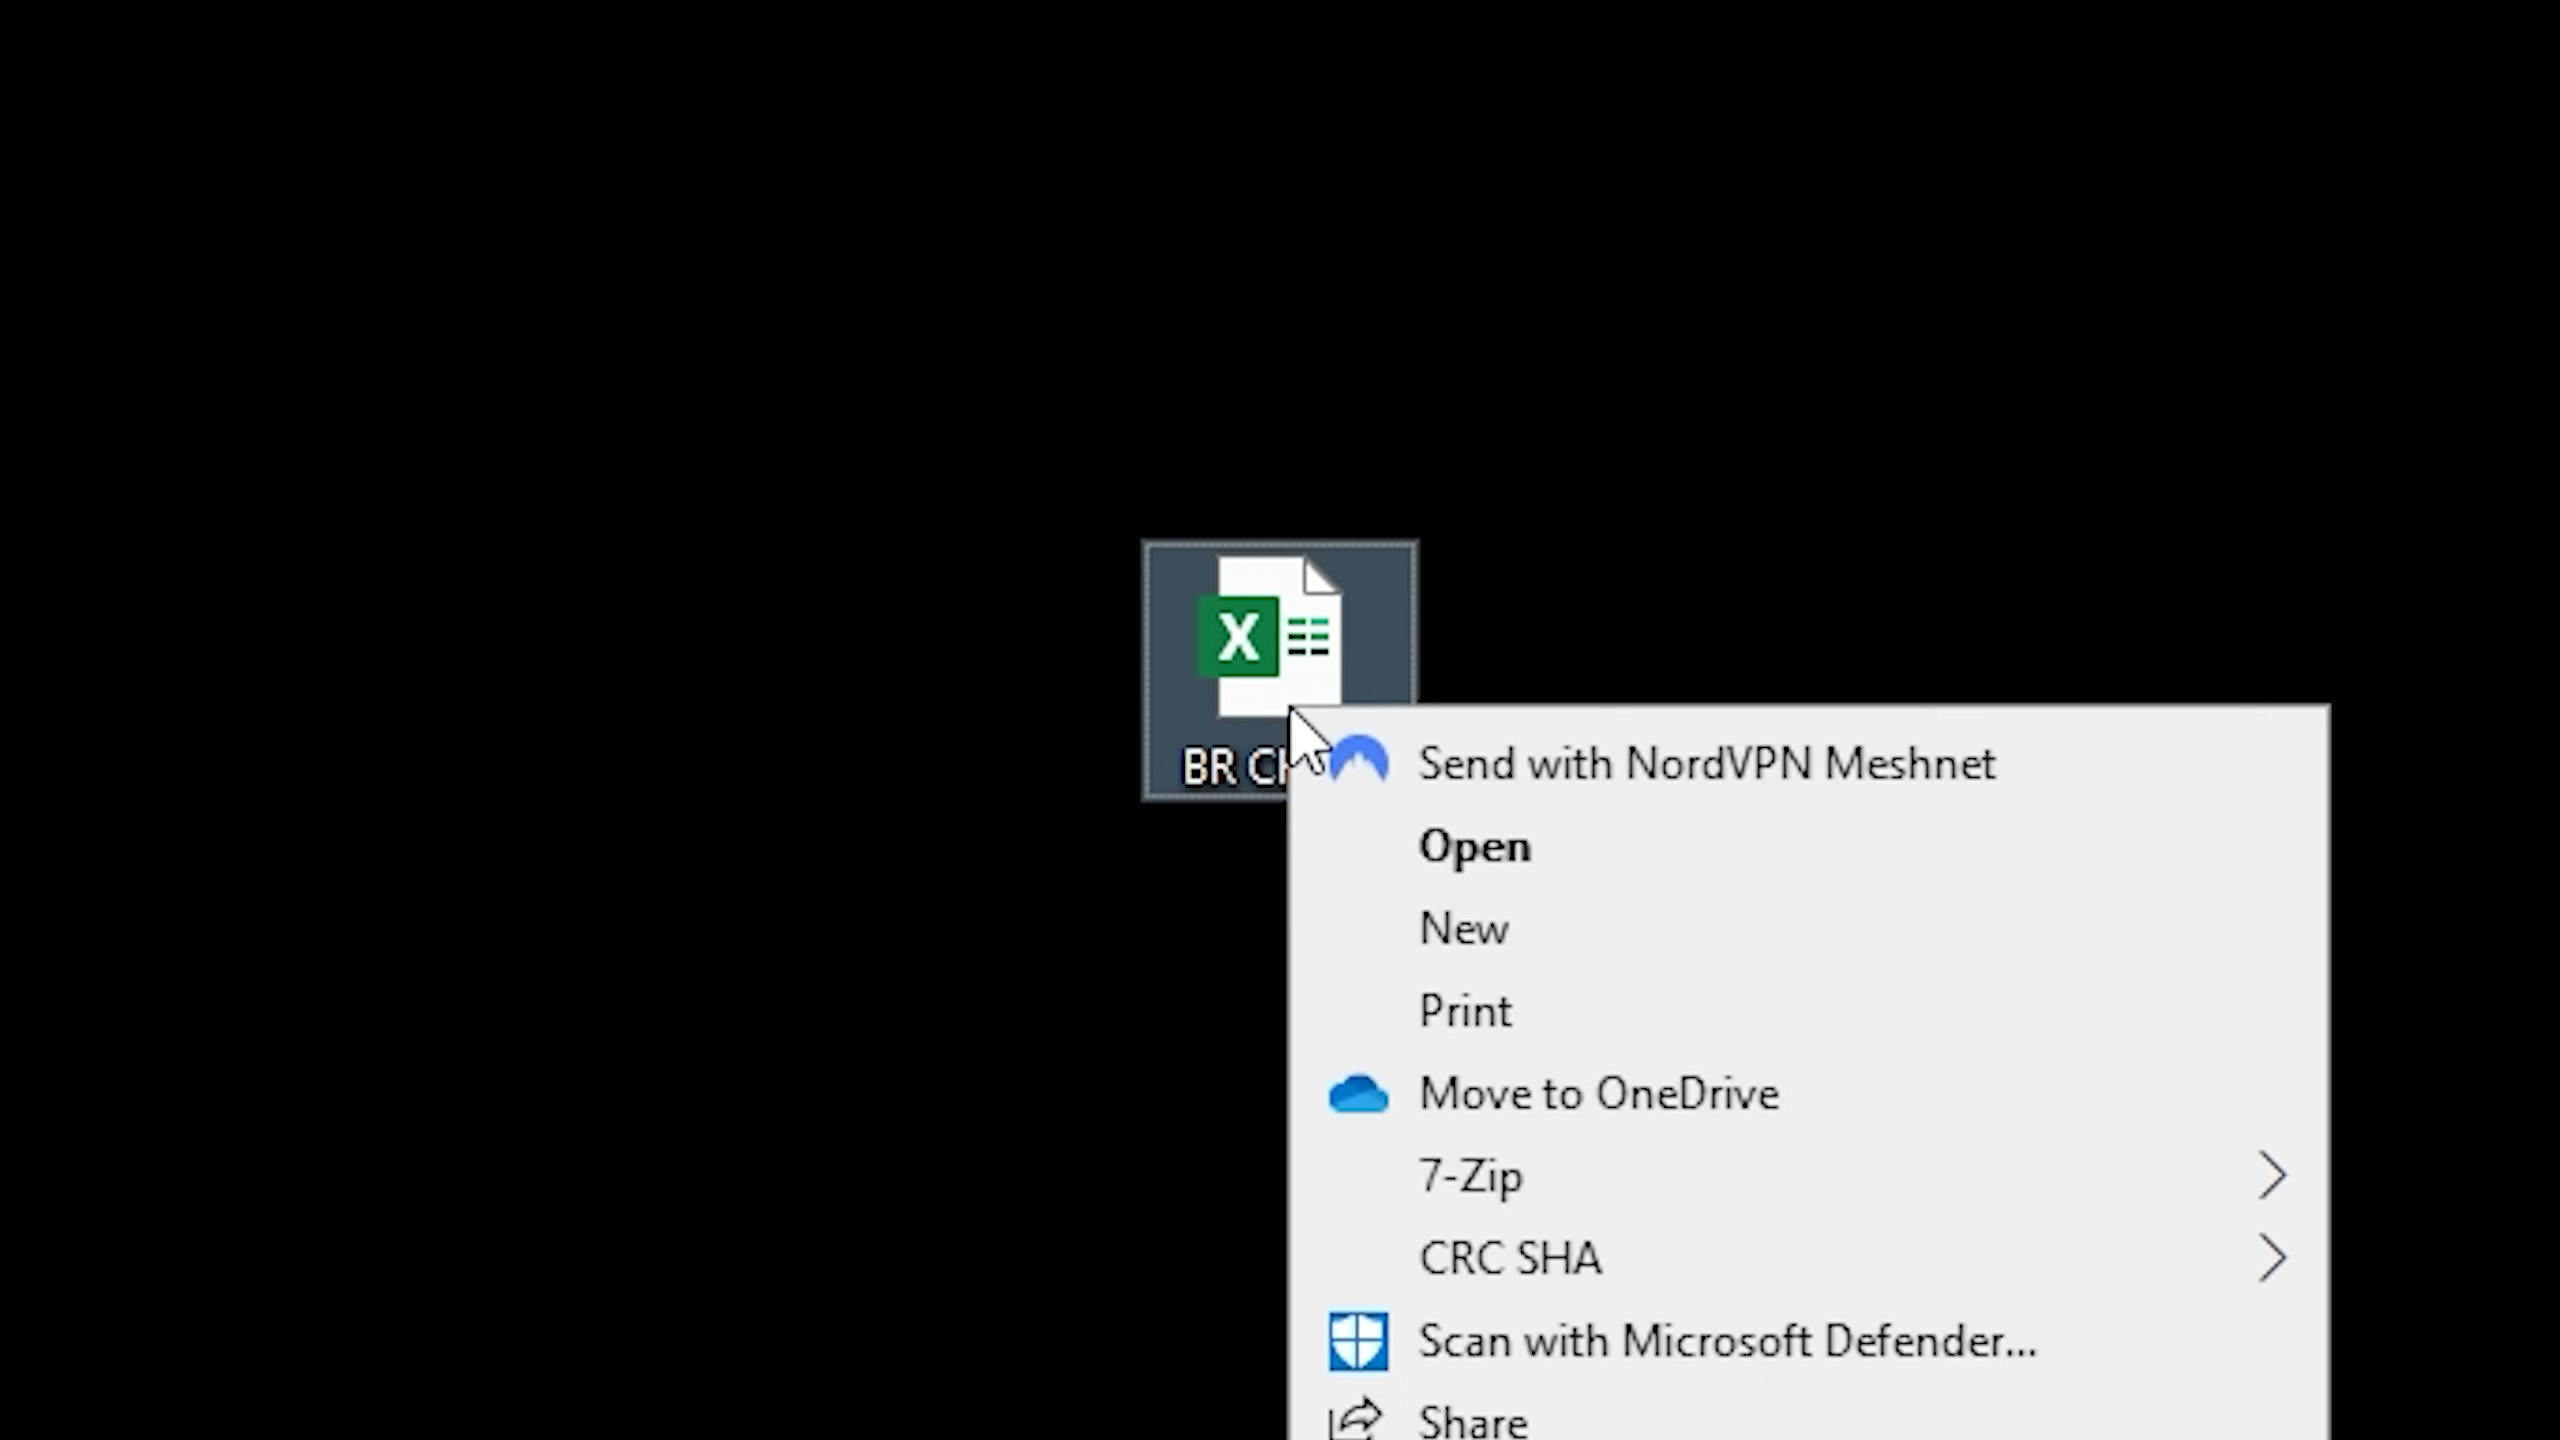 X
BR
Send with NordVPN Meshnet
Open
New
Print
Move to OneDrive
7-Zip
CRC SHA
Scan with Microsoft Defender...
Share